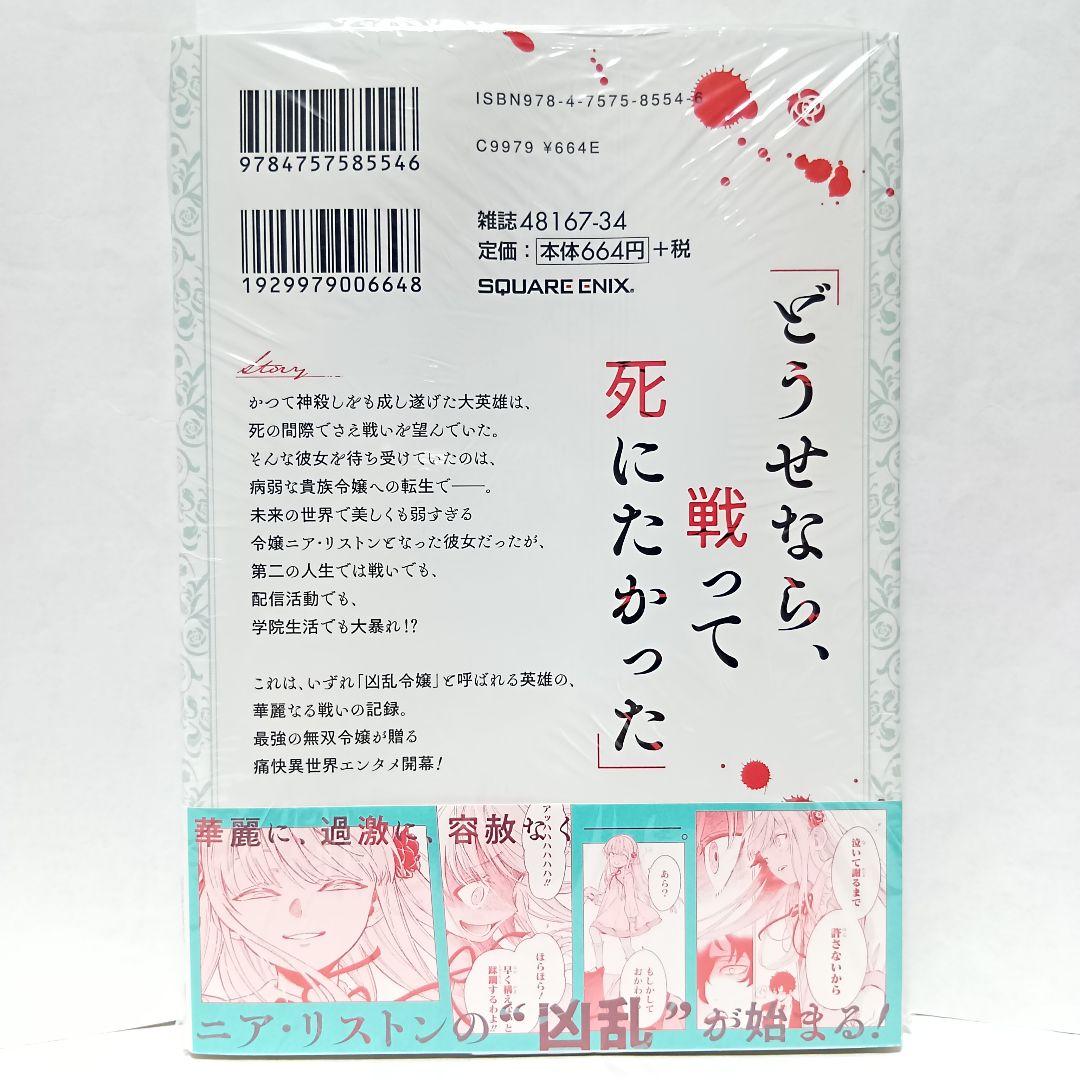 ISBN978-4-7575-8554-6
C9979 ¥664E
9784757585546
1929979006648
雑誌48167-34
定価：本体664円+税
SQUARE ENIX®
「どうせなら、
戦って
死にたかった」
Story
かつて神殺しをも成し遂げた大英雄は、
死の間際でさえ戦いを望んでいた。
そんな彼女を待ち受けていたのは、
病弱な貴族令嬢への転生で――。
未来の世界で美しくも弱すぎる
令嬢ニア・リストンとなった彼女だったが、
第二の人生では戦いでも、
配信活動でも、
学院生活でも大暴れ!?
これは、いずれ「凶乱令嬢」と呼ばれる英雄の、
華麗なる戦いの記録。
最強の無双令嬢が贈る
痛快異世界エンタメ開幕!
華麗に、過激に、容赦なく――――。
アッハハハハハ!!
ほらほら!
早く構えないと
蹂躙するわよ!!
あら?
もしかして
おかわ
泣いて謝るまで
許さないから
ニア・リストンの“凶乱”が始まる!